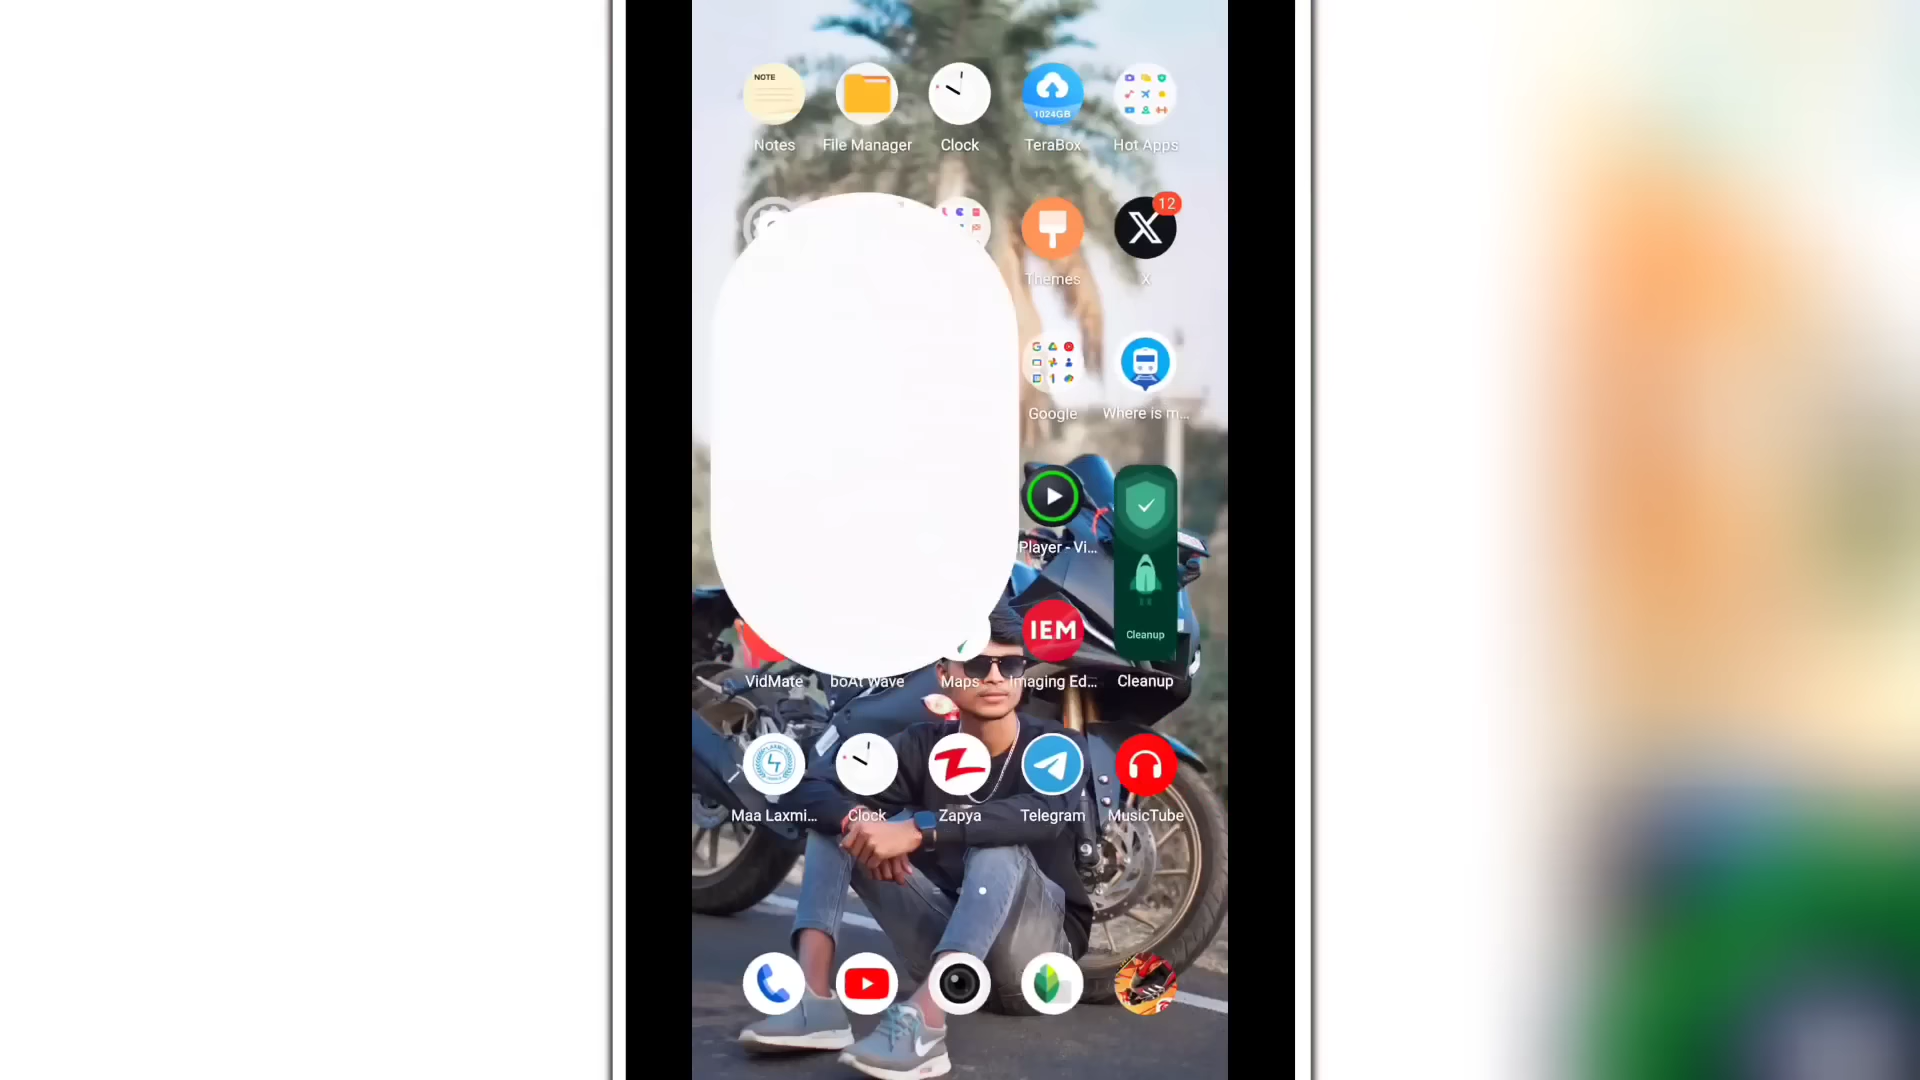 NOTE
1024GB
Notes
File Manager
Clock
TeraBox
Hot Apps
12
Themes
X
Google
Where is m...
Player - Vi...
IEM
Cleanup
VidMate
boAt Wave
Maps
Imaging Ed...
Cleanup
Maa Laxmi...
Clock
Zapya
Telegram
MusicTube